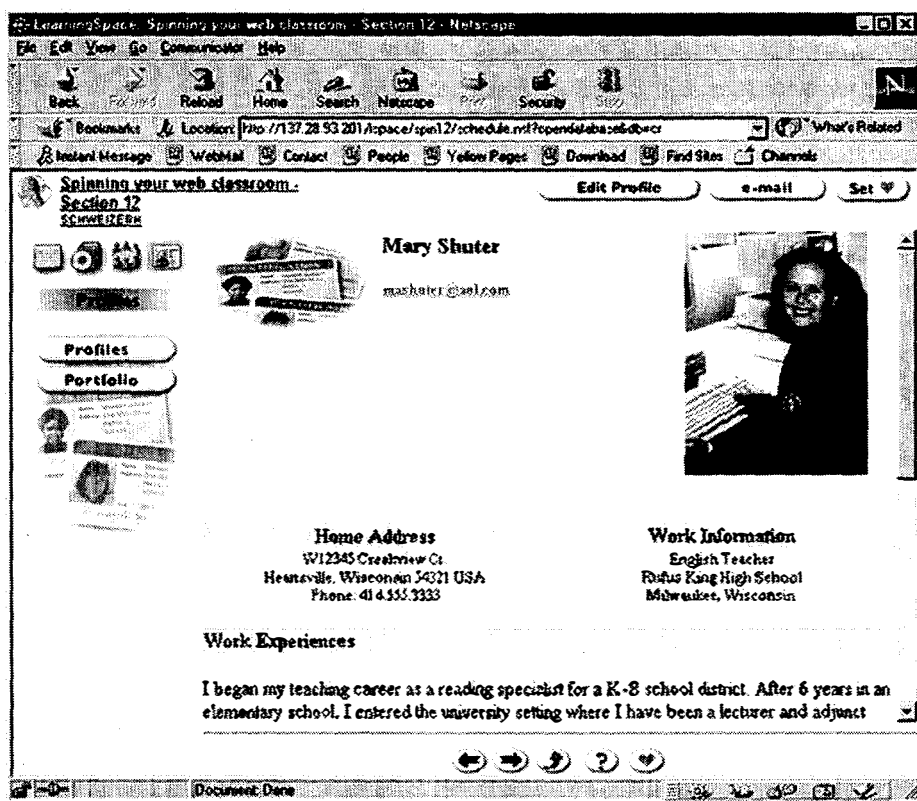 LearningSpace: Spinning your web classroom - Section 12 - Netscape
File Edit View Go Communicator Help
Back Forward Reload Home Search Netscape Print Security Stop
Bookmarks Location: http://137.28.93.201/lspace/spin12/schedule.nsf?opendatabase&db=cr What's Related
Instant Message WebMail Contact People Yellow Pages Download Find Sites Channels
Spinning your web classroom -
Section 12
SCHWEIZERH
Edit Profile e-mail Set
Mary Shuter
mashuter@aol.com
Profiles
Profiles
Portfolio
Home Address
W12345 Creekview Ct.
Wisconsin 54321 USA
Phone: 414.555.3333
Work Information
English Teacher
Rufus King High School
Milwaukee, Wisconsin
Work Experiences
I began my teaching career as a reading specialist for a K-8 school district. After 6 years in an
elementary school, I entered the university setting where I have been a lecturer and adjunct
Document: Done